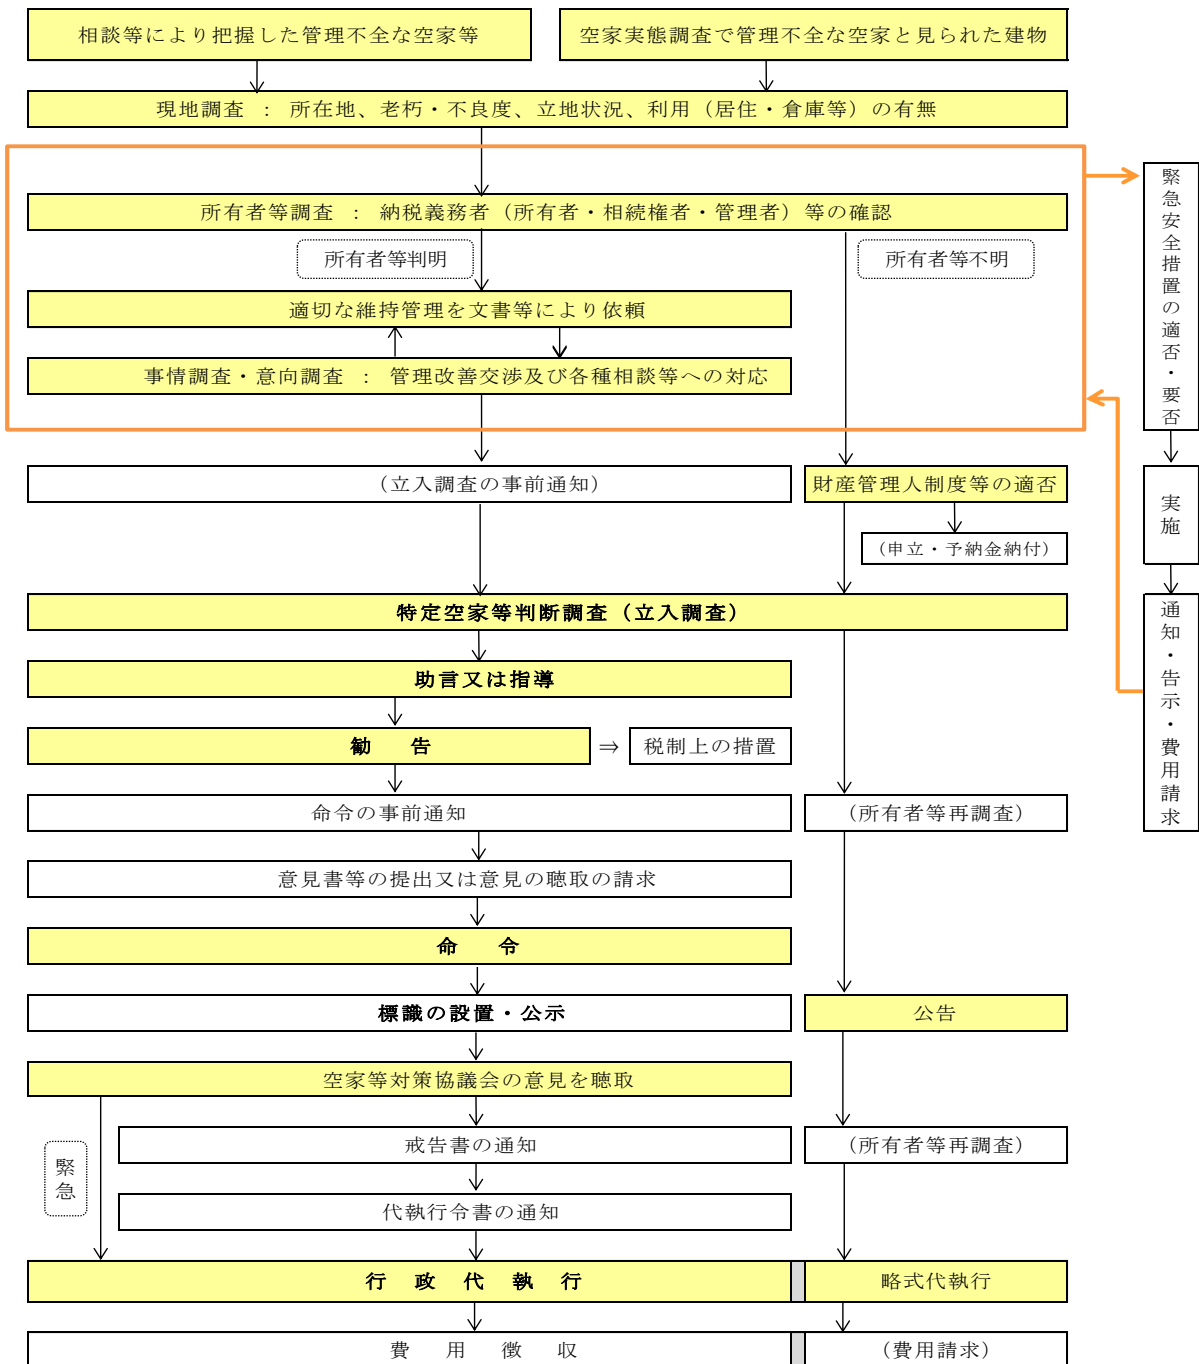 相談等により把握した管理不全な空家等
空家実態調査で管理不全な空家と見られた建物
現地調査 : 所在地、老朽・不良度、立地状況、利用(居住・倉庫等)の有無
所有者等調査 : 納税義務者(所有者・相続権者・管理者)等の確認
所有者等判明
所有者等不明
適切な維持管理を文書等により依頼
事情調査・意向調査 : 管理改善交渉及び各種相談等への対応
緊急安全措置の適否・要否
(立入調査の事前通知)
財産管理人制度等の適否
実施
(申立・予納金納付)
特定空家等判断調査(立入調査)
通知・告示・費用請求
助言又は指導
勧 告
⇒
税制上の措置
命令の事前通知
(所有者等再調査)
意見書等の提出又は意見の聴取の請求
命 令
標識の設置・公示
公告
空家等対策協議会の意見を聴取
緊急
戒告書の通知
(所有者等再調査)
代執行令書の通知
行 政 代 執 行
略式代執行
費 用 徴 収
(費用請求)